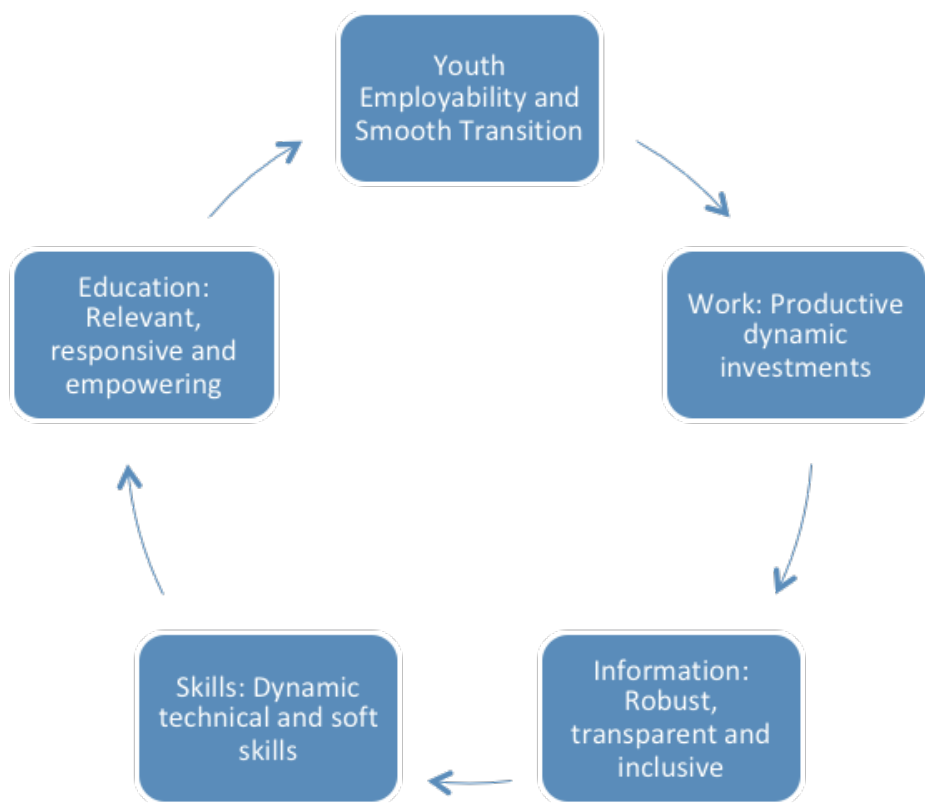 Youth
Employability and
Smooth Transition
Work: Productive
dynamic
investments
Information:
Robust,
transparent and
inclusive
Skills: Dynamic
technical and soft
skills
Education:
Relevant,
responsive and
empowering